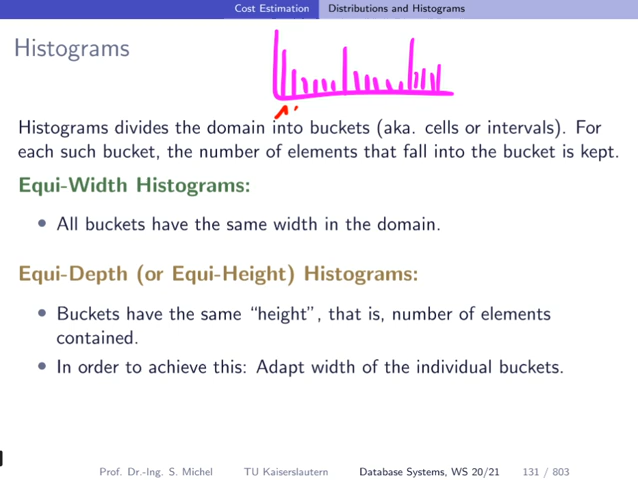 Cost Estimation Distributions and Histograms
Histograms
Histograms divides the domain into buckets (aka. cells or intervals). For
each such bucket, the number of elements that fall into the bucket is kept.
Equi-Width Histograms:
• All buckets have the same width in the domain.
Equi-Depth (or Equi-Height) Histograms:
• Buckets have the same “height”, that is, number of elements
contained.
• In order to achieve this: Adapt width of the individual buckets.
Prof. Dr.-Ing. S. Michel TU Kaiserslautern Database Systems, WS 20/21 131 / 803